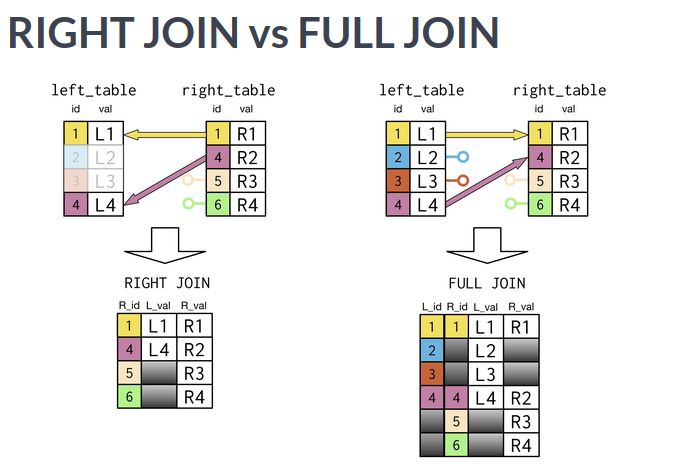 RIGHT JOIN vs FULL JOIN
left_table right_table
id val id val
1 L1 1 R1
2 L2 4 R2
3 L3 5 R3
4 L4 6 R4
RIGHT JOIN
R_id L_val R_val
1 L1 R1
4 L4 R2
5 R3
6 R4
left_table right_table
id val id val
1 L1 1 R1
2 L2 4 R2
3 L3 5 R3
4 L4 6 R4
FULL JOIN
L_id R_id L_val R_val
1 1 L1 R1
2 L2
3 L3
4 4 L4 R2
5 R3
6 R4